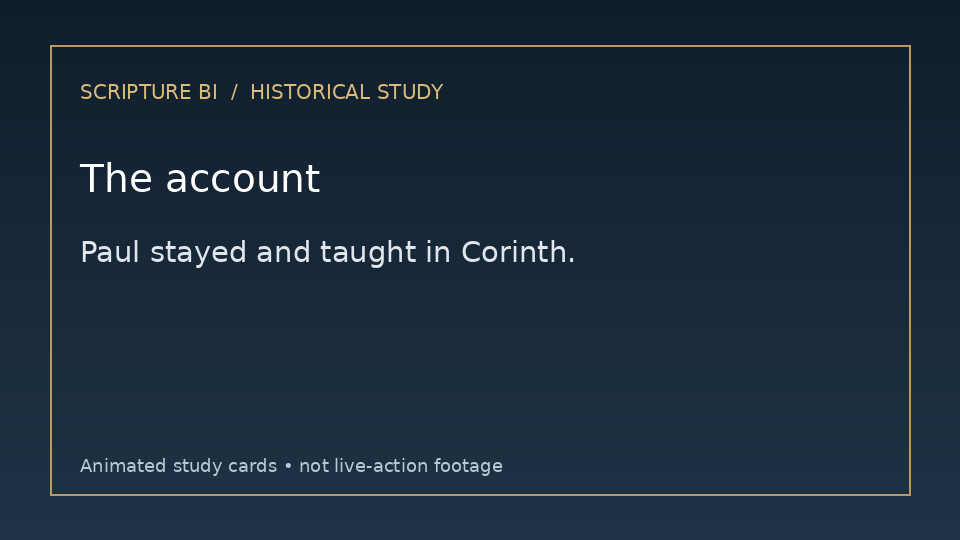 SCRIPTURE BI / HISTORICAL STUDY
The account
Paul stayed and taught in Corinth.
Animated study cards • not live-action footage